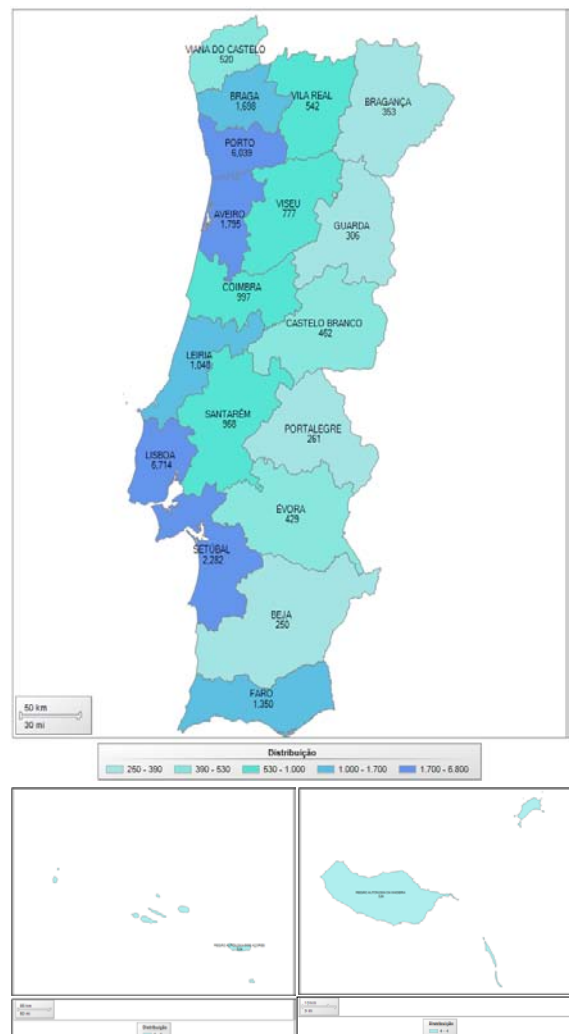 VIANA DO CASTELO
520
BRAGA
1,698
VILA REAL
542
BRAGANÇA
353
PORTO
6,039
AVEIRO
1,795
VISEU
777
GUARDA
306
COIMBRA
997
CASTELO BRANCO
462
LEIRIA
1,048
SANTARÉM
968
PORTALEGRE
261
LISBOA
6,714
ÉVORA
429
SETÚBAL
2,282
BEJA
250
FARO
1,350
50 km
30 mi
Distribuição
250 - 390
390 - 530
530 - 1.000
1.000 - 1.700
1.700 - 6.800
Distribuição
Distribuição